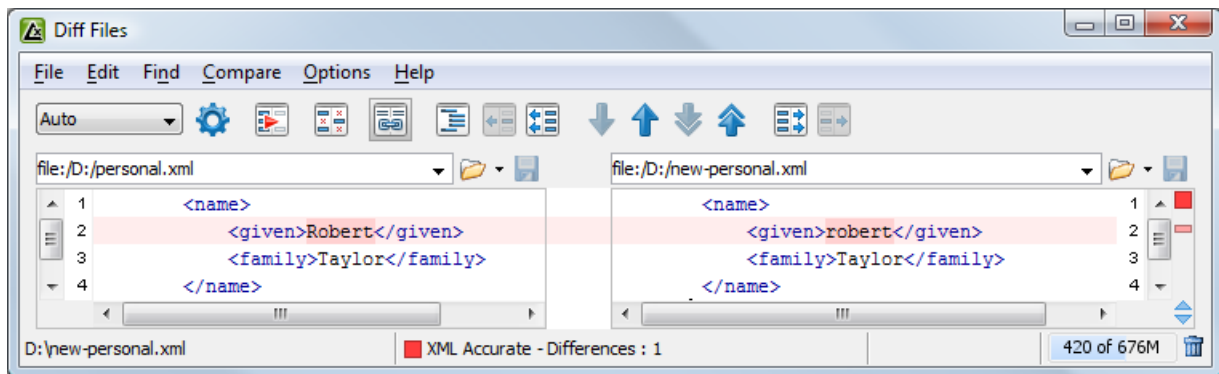 Diff Files
File Edit Find Compare Options Help
Auto
file:/D:/personal.xml
file:/D:/new-personal.xml
1 <name>
2 <given>Robert</given>
3 <family>Taylor</family>
4 </name>
<name> 1
<given>robert</given> 2
<family>Taylor</family> 3
</name> 4
D:\new-personal.xml
XML Accurate - Differences : 1
420 of 676M